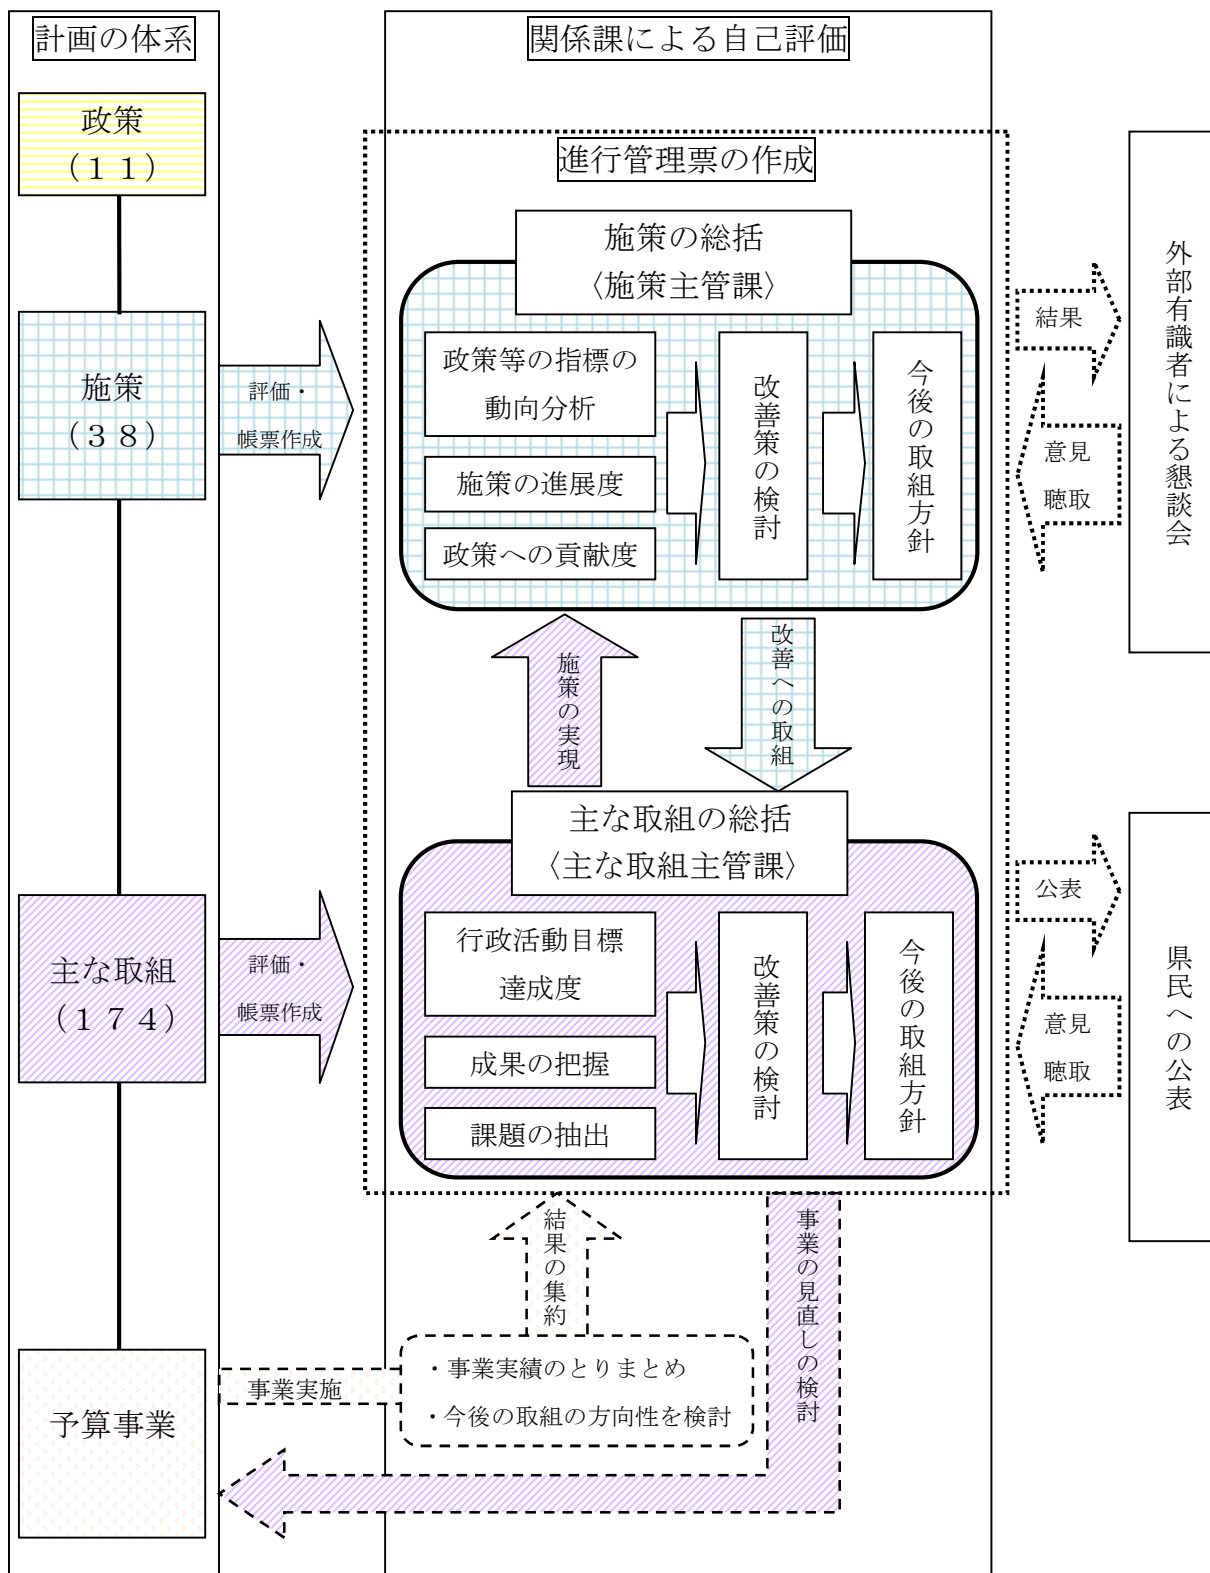 計画の体系
政策
（１１）
施策
（３８）
主な取組
（１７４）
予算事業
評価・
帳票作成
評価・
帳票作成
事業実施
関係課による自己評価
進行管理票の作成
施策の総括
〈施策主管課〉
政策等の指標の
動向分析
施策の進展度
政策への貢献度
改善策の検討
今後の取組方針
施策の実現
改善への取組
主な取組の総括
〈主な取組主管課〉
行政活動目標
達成度
成果の把握
課題の抽出
改善策の検討
今後の取組方針
結果の集約
事業の見直しの検討
・事業実績のとりまとめ
・今後の取組の方向性を検討
結果
意見
聴取
外部有識者による懇談会
公表
意見
聴取
県民への公表